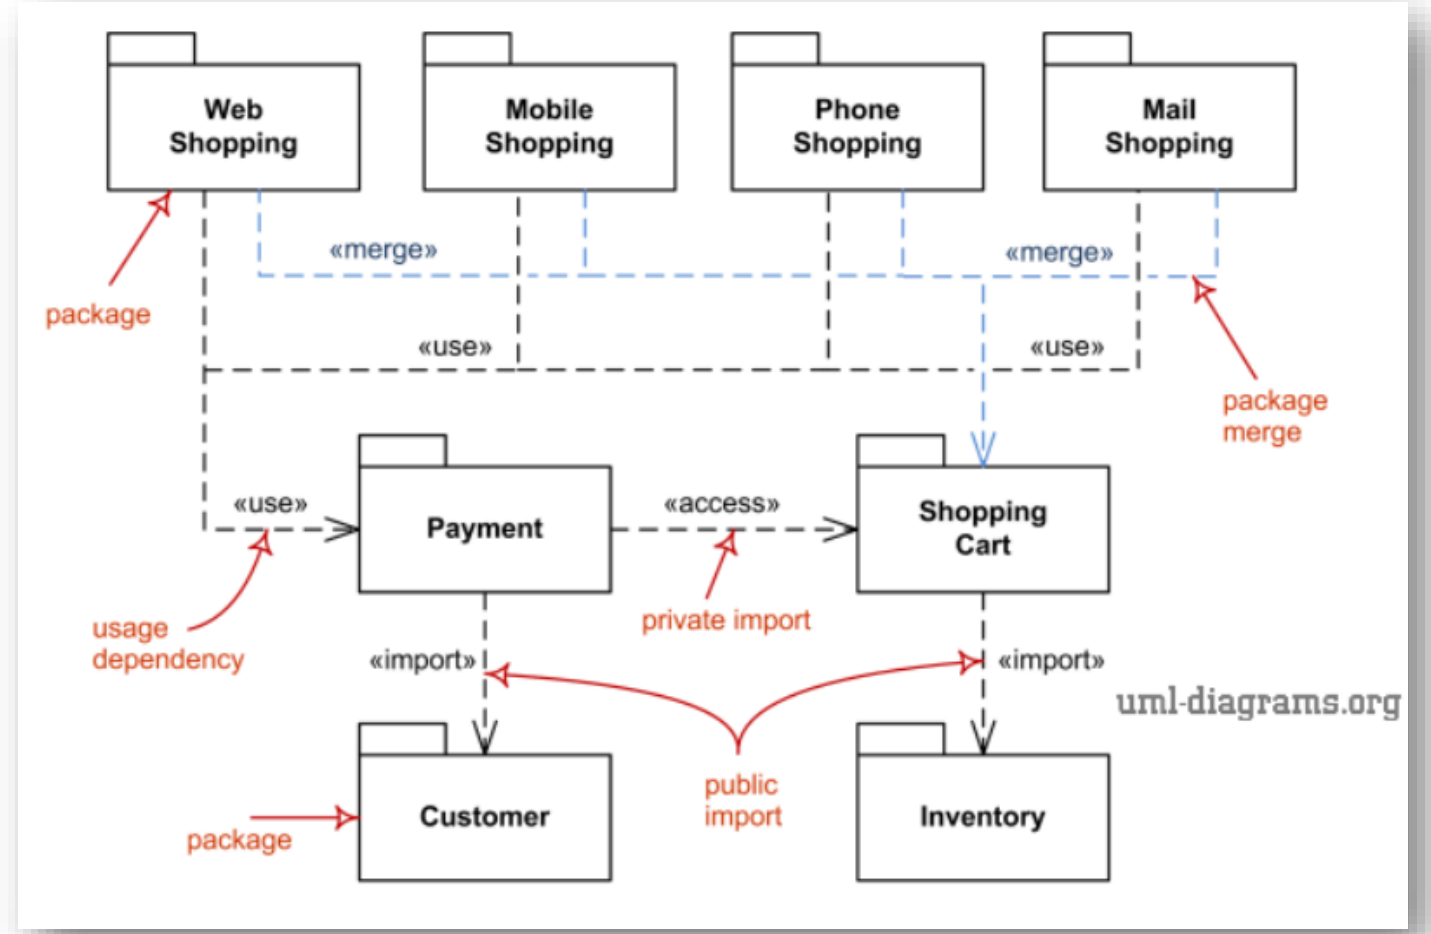 Web
Shopping
Mobile
Shopping
Phone
Shopping
Mail
Shopping
«merge»
«merge»
package
«use»
«use»
package
merge
«use»
Payment
«access»
Shopping
Cart
usage
dependency
private import
«import»
«import»
uml-diagrams.org
public
import
package
Customer
Inventory